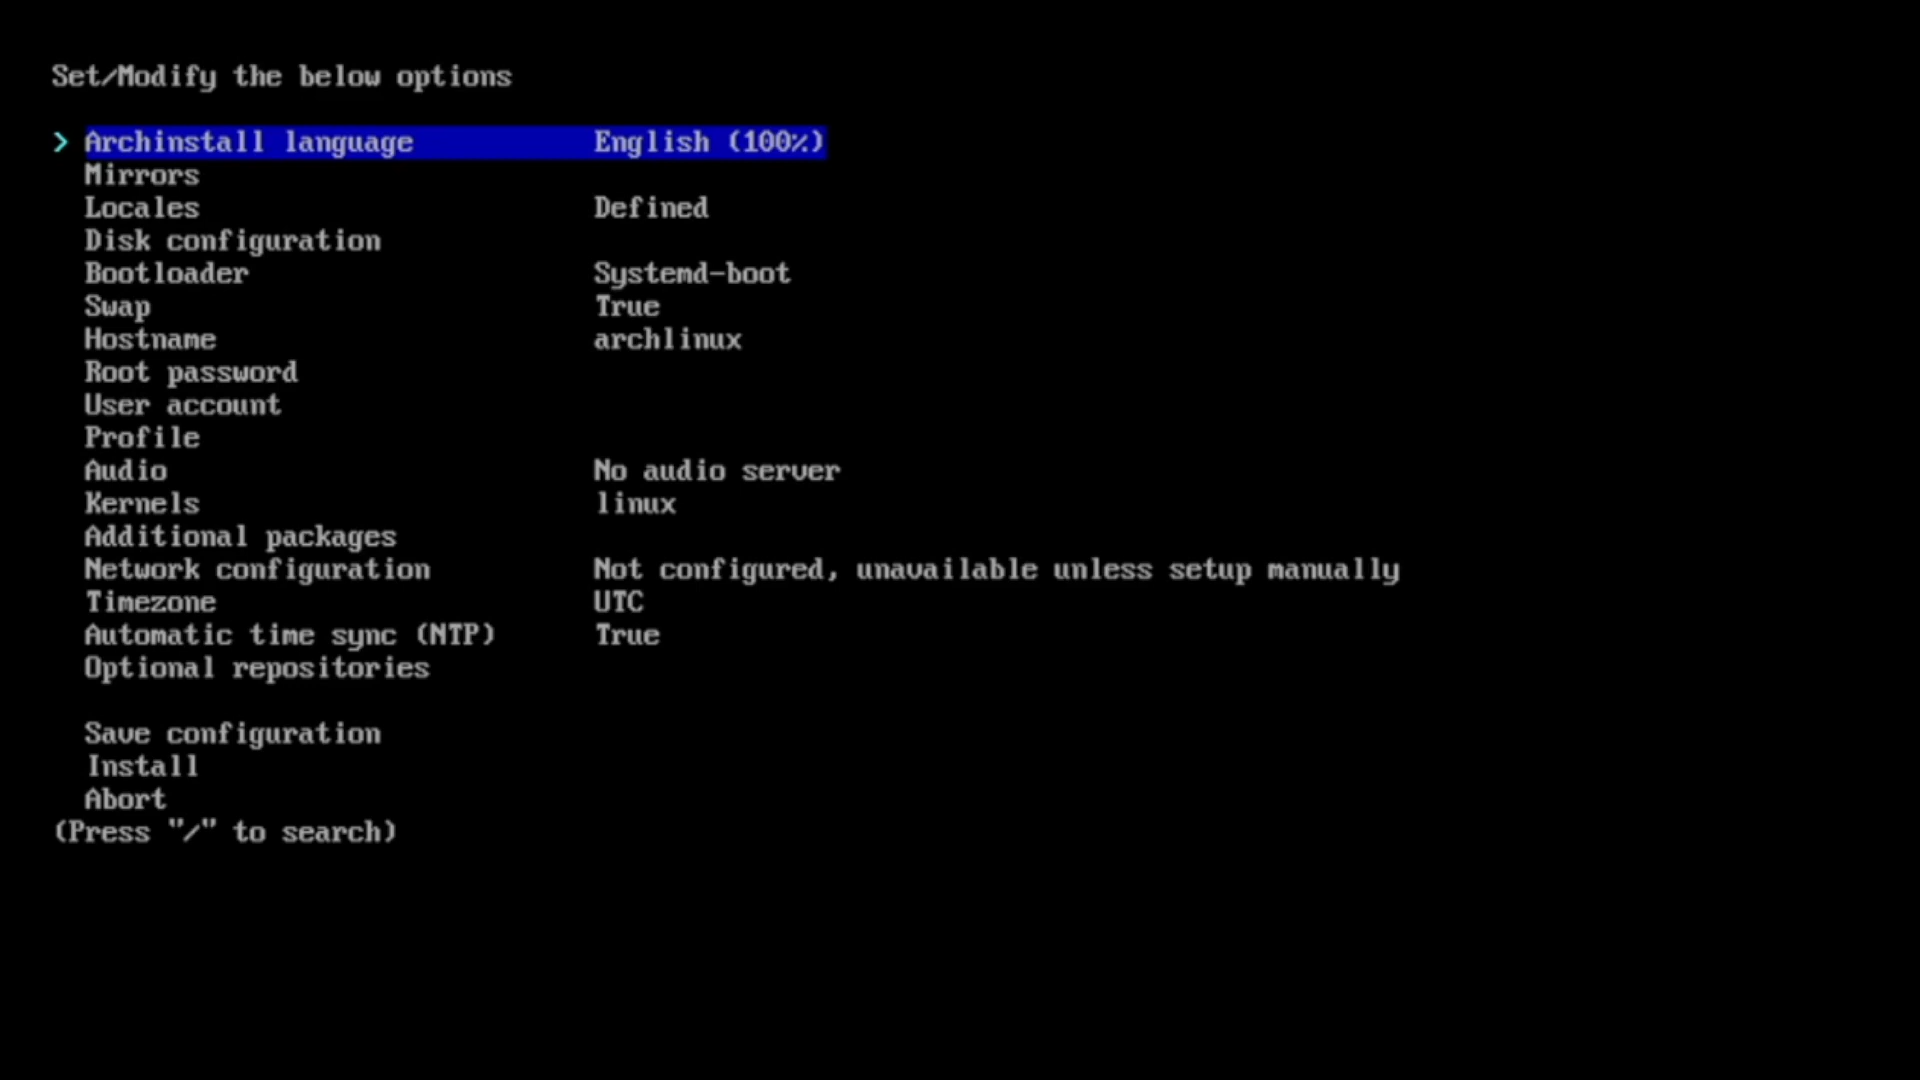 Set/Modify the below options
> Archinstall language English (100%)
Mirrors
Locales Defined
Disk configuration
Bootloader Systemd-boot
Swap True
Hostname archlinux
Root password
User account
Profile
Audio No audio server
Kernels linux
Additional packages
Network configuration Not configured, unavailable unless setup manually
Timezone UTC
Automatic time sync (NTP) True
Optional repositories
Save configuration
Install
Abort
(Press "/" to search)